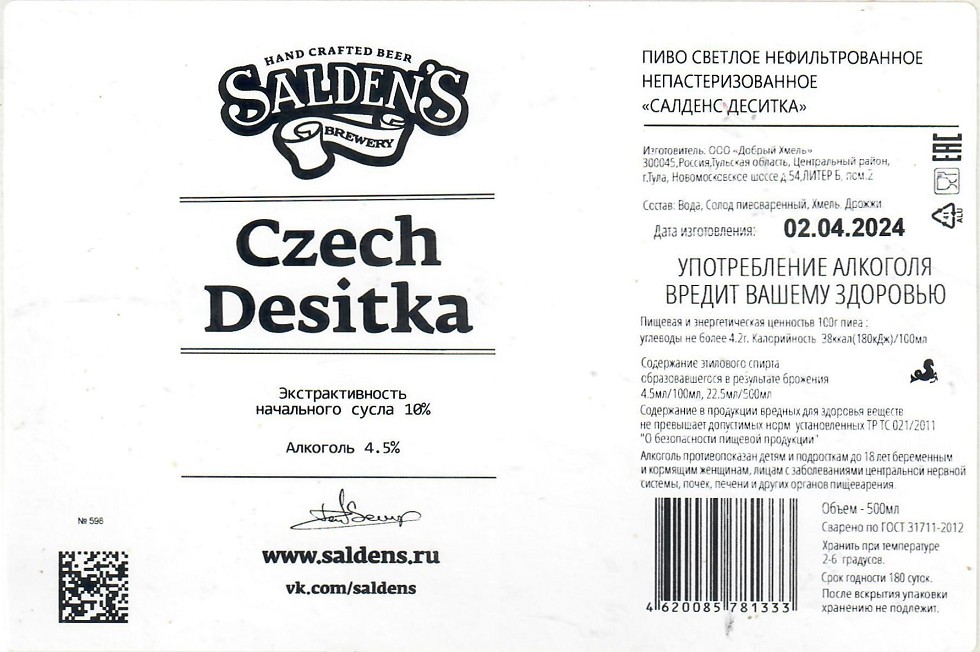 HAND CRAFTED BEER
SALDEN'S
BREWERY
Czech
Desitka
Экстрактивность
начального сусла 10%
Алкоголь 4.5%
www.saldens.ru
vk.com/saldens
№ 596
ПИВО СВЕТЛОЕ НЕФИЛЬТРОВАННОЕ
НЕПАСТЕРИЗОВАННОЕ
«САЛДЕНС ДЕСИТКА»
Изготовитель: ООО «Добрый Хмель»
300045,Россия,Тульская область, Центральный район,
г.Тула, Новомосковское шоссе д.54,ЛИТЕР Б, пом.2
Состав: Вода, Солод пивоваренный, Хмель. Дрожжи
Дата изготовления: 02.04.2024
EAC
ALU
УПОТРЕБЛЕНИЕ АЛКОГОЛЯ
ВРЕДИТ ВАШЕМУ ЗДОРОВЬЮ
Пищевая и энергетическая ценностьв 100г пива :
углеводы не более 4.2г. Калорийность 38ккал(180кДж)/100мл
Содержание этилового спирта
образовавшегося в результате брожения
4.5мл/100мл, 22.5мл/500мл
Содержание в продукции вредных для здоровья веществ
не превышает допустимых норм установленных ТР ТС 021/2011
"О безопасности пищевой продукции"
Алкоголь противопоказан детям и подросткам до 18 лет беременным
и кормящим женщинам, лицам с заболеваниями центральной нервной
системы, почек, печени и других органов пищеварения.
Объем - 500мл
Сварено по ГОСТ 31711-2012
Хранить при температуре
2-6 градусов.
Срок годности 180 суток.
После вскрытия упаковки
хранению не подлежит.
4 620085 781333